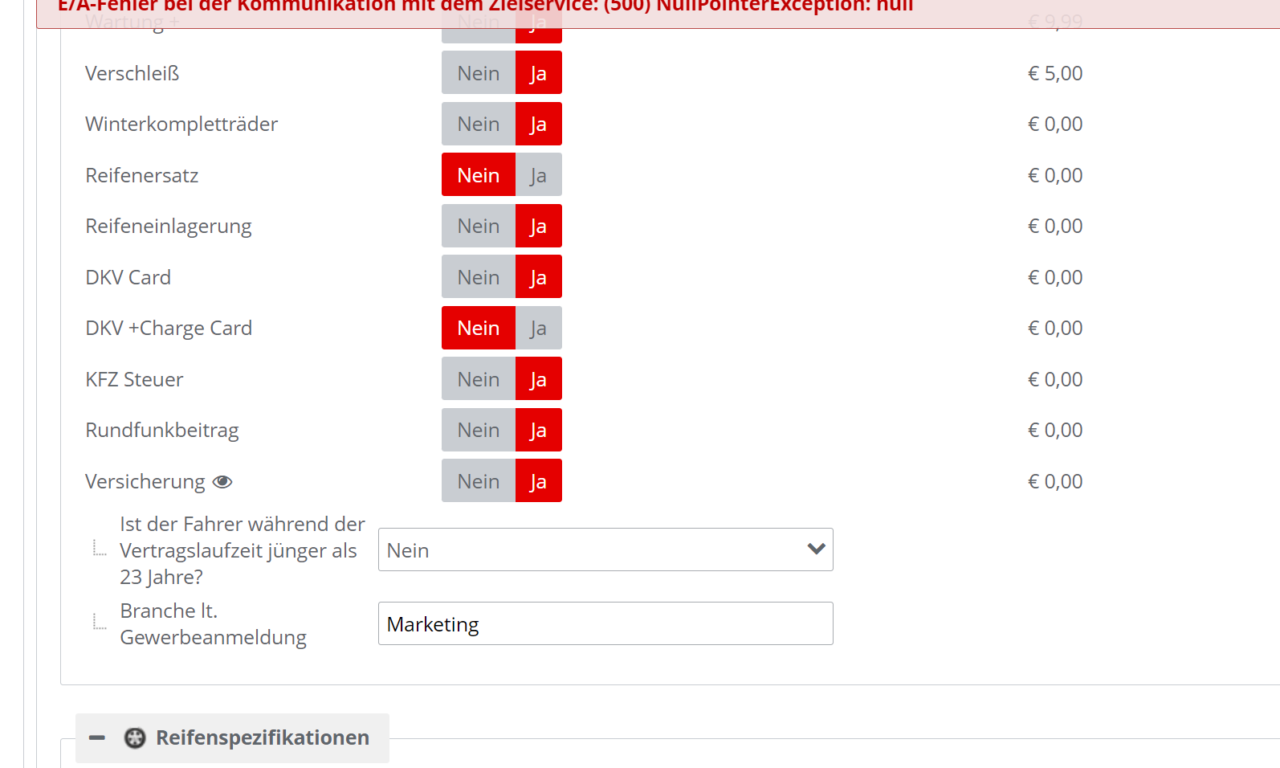 E/A-Fehler bei der Kommunikation mit dem Zielservice: (500) NullPointerException: null
Wartung + Nein Ja € 9,99
Verschleiß Nein Ja € 5,00
Winterkompletträder Nein Ja € 0,00
Reifenersatz Nein Ja € 0,00
Reifeneinlagerung Nein Ja € 0,00
DKV Card Nein Ja € 0,00
DKV +Charge Card Nein Ja € 0,00
KFZ Steuer Nein Ja € 0,00
Rundfunkbeitrag Nein Ja € 0,00
Versicherung Nein Ja € 0,00
Ist der Fahrer während der
Vertragslaufzeit jünger als
23 Jahre?
Nein
Branche lt.
Gewerbeanmeldung
Marketing
Reifenspezifikationen